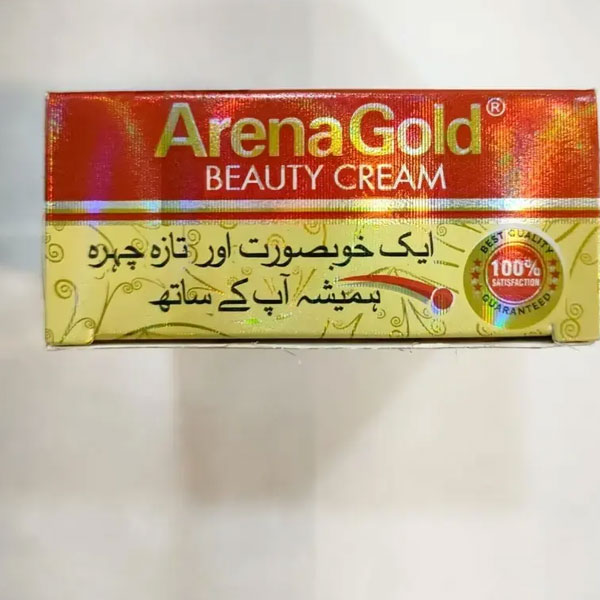 ArenaGold®
BEAUTY CREAM
ایک خوبصورت اور تازہ چہرہ
ہمیشہ آپ کے ساتھ
BEST QUALITY
100%
SATISFACTION
GUARANTEED